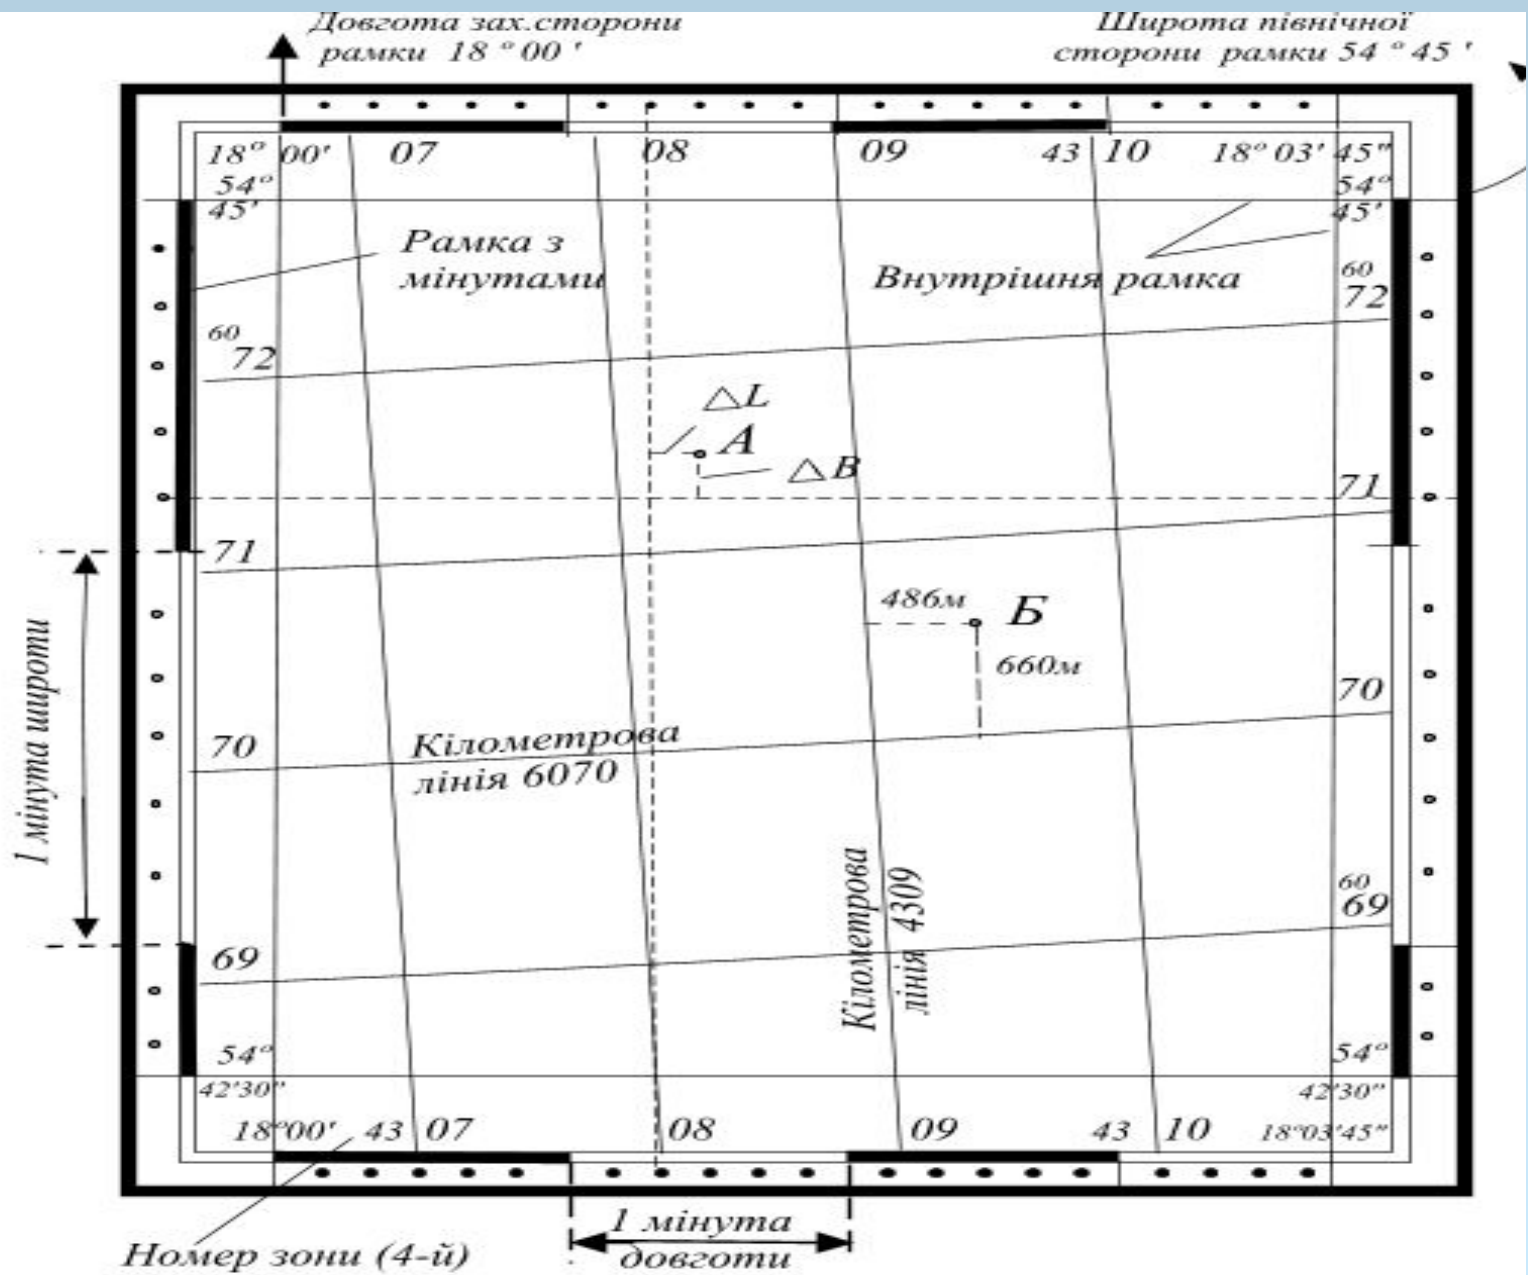 Довгота зах.сторони
рамки 18 ° 00 '
Широта північної
сторони рамки 54 ° 45 '
18° 00' 07 08 09 43 10 18° 03' 45"
54° 54°
45' 45'
Рамка з
мінутами
Внутрішня рамка
60 60
72 72
△L
А
△В
71
71
486м Б
660м
70
70
Кілометрова
лінія 6070
1 мінута широти
Кілометрова
лінія 4309
60
69
69
54° 54°
42'30" 42'30"
18°00' 43 07 08 09 43 10 18°03'45"
1 мінута
довготи
Номер зони (4-й)